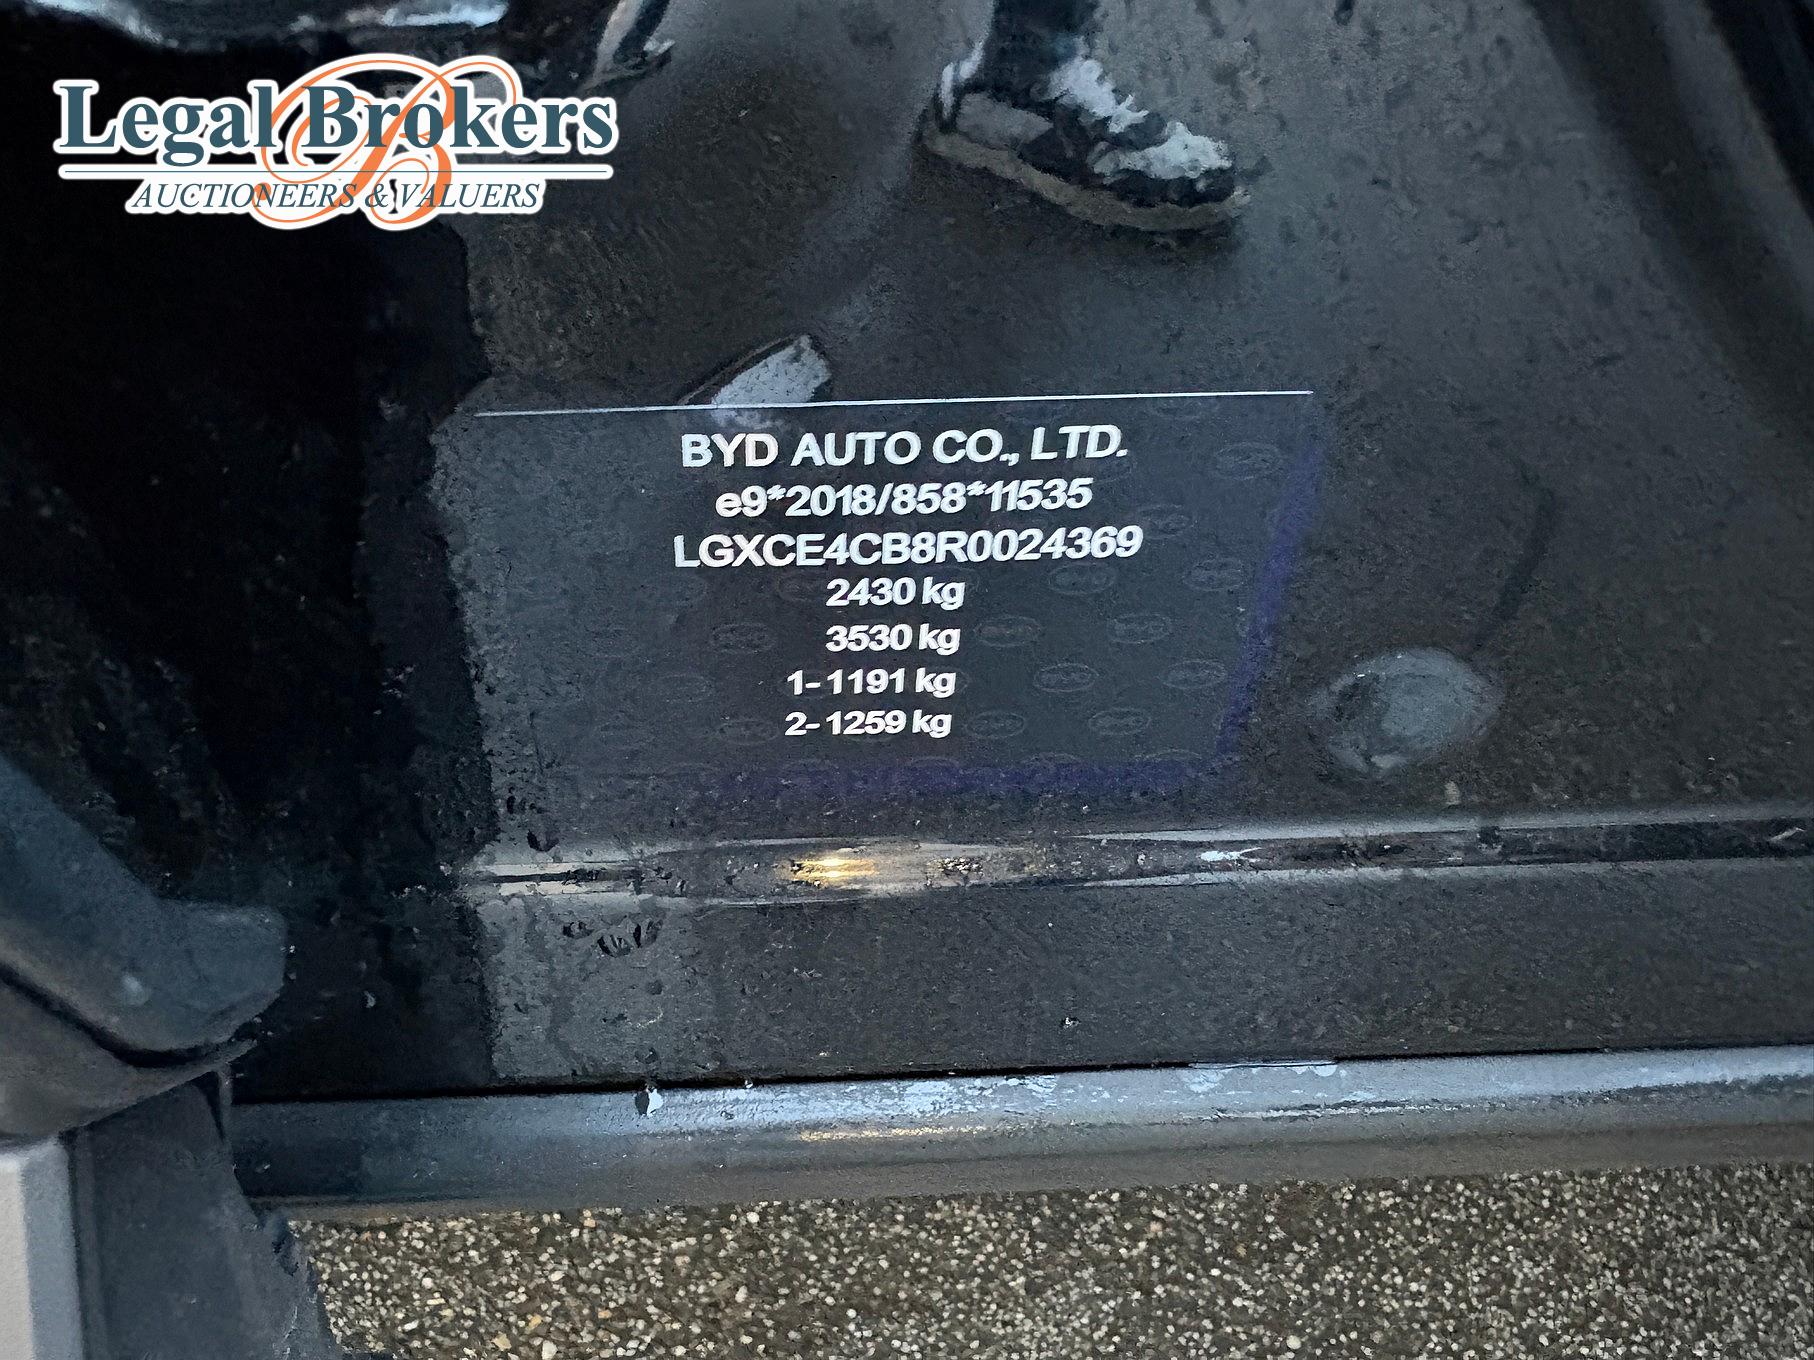 Legal Brokers
AUCTIONEERS & VALUERS
BYD AUTO CO., LTD.
e9*2018/858*11535
LGXCE4CB8R0024369
2430 kg
3530 kg
1- 1191 kg
2- 1259 kg